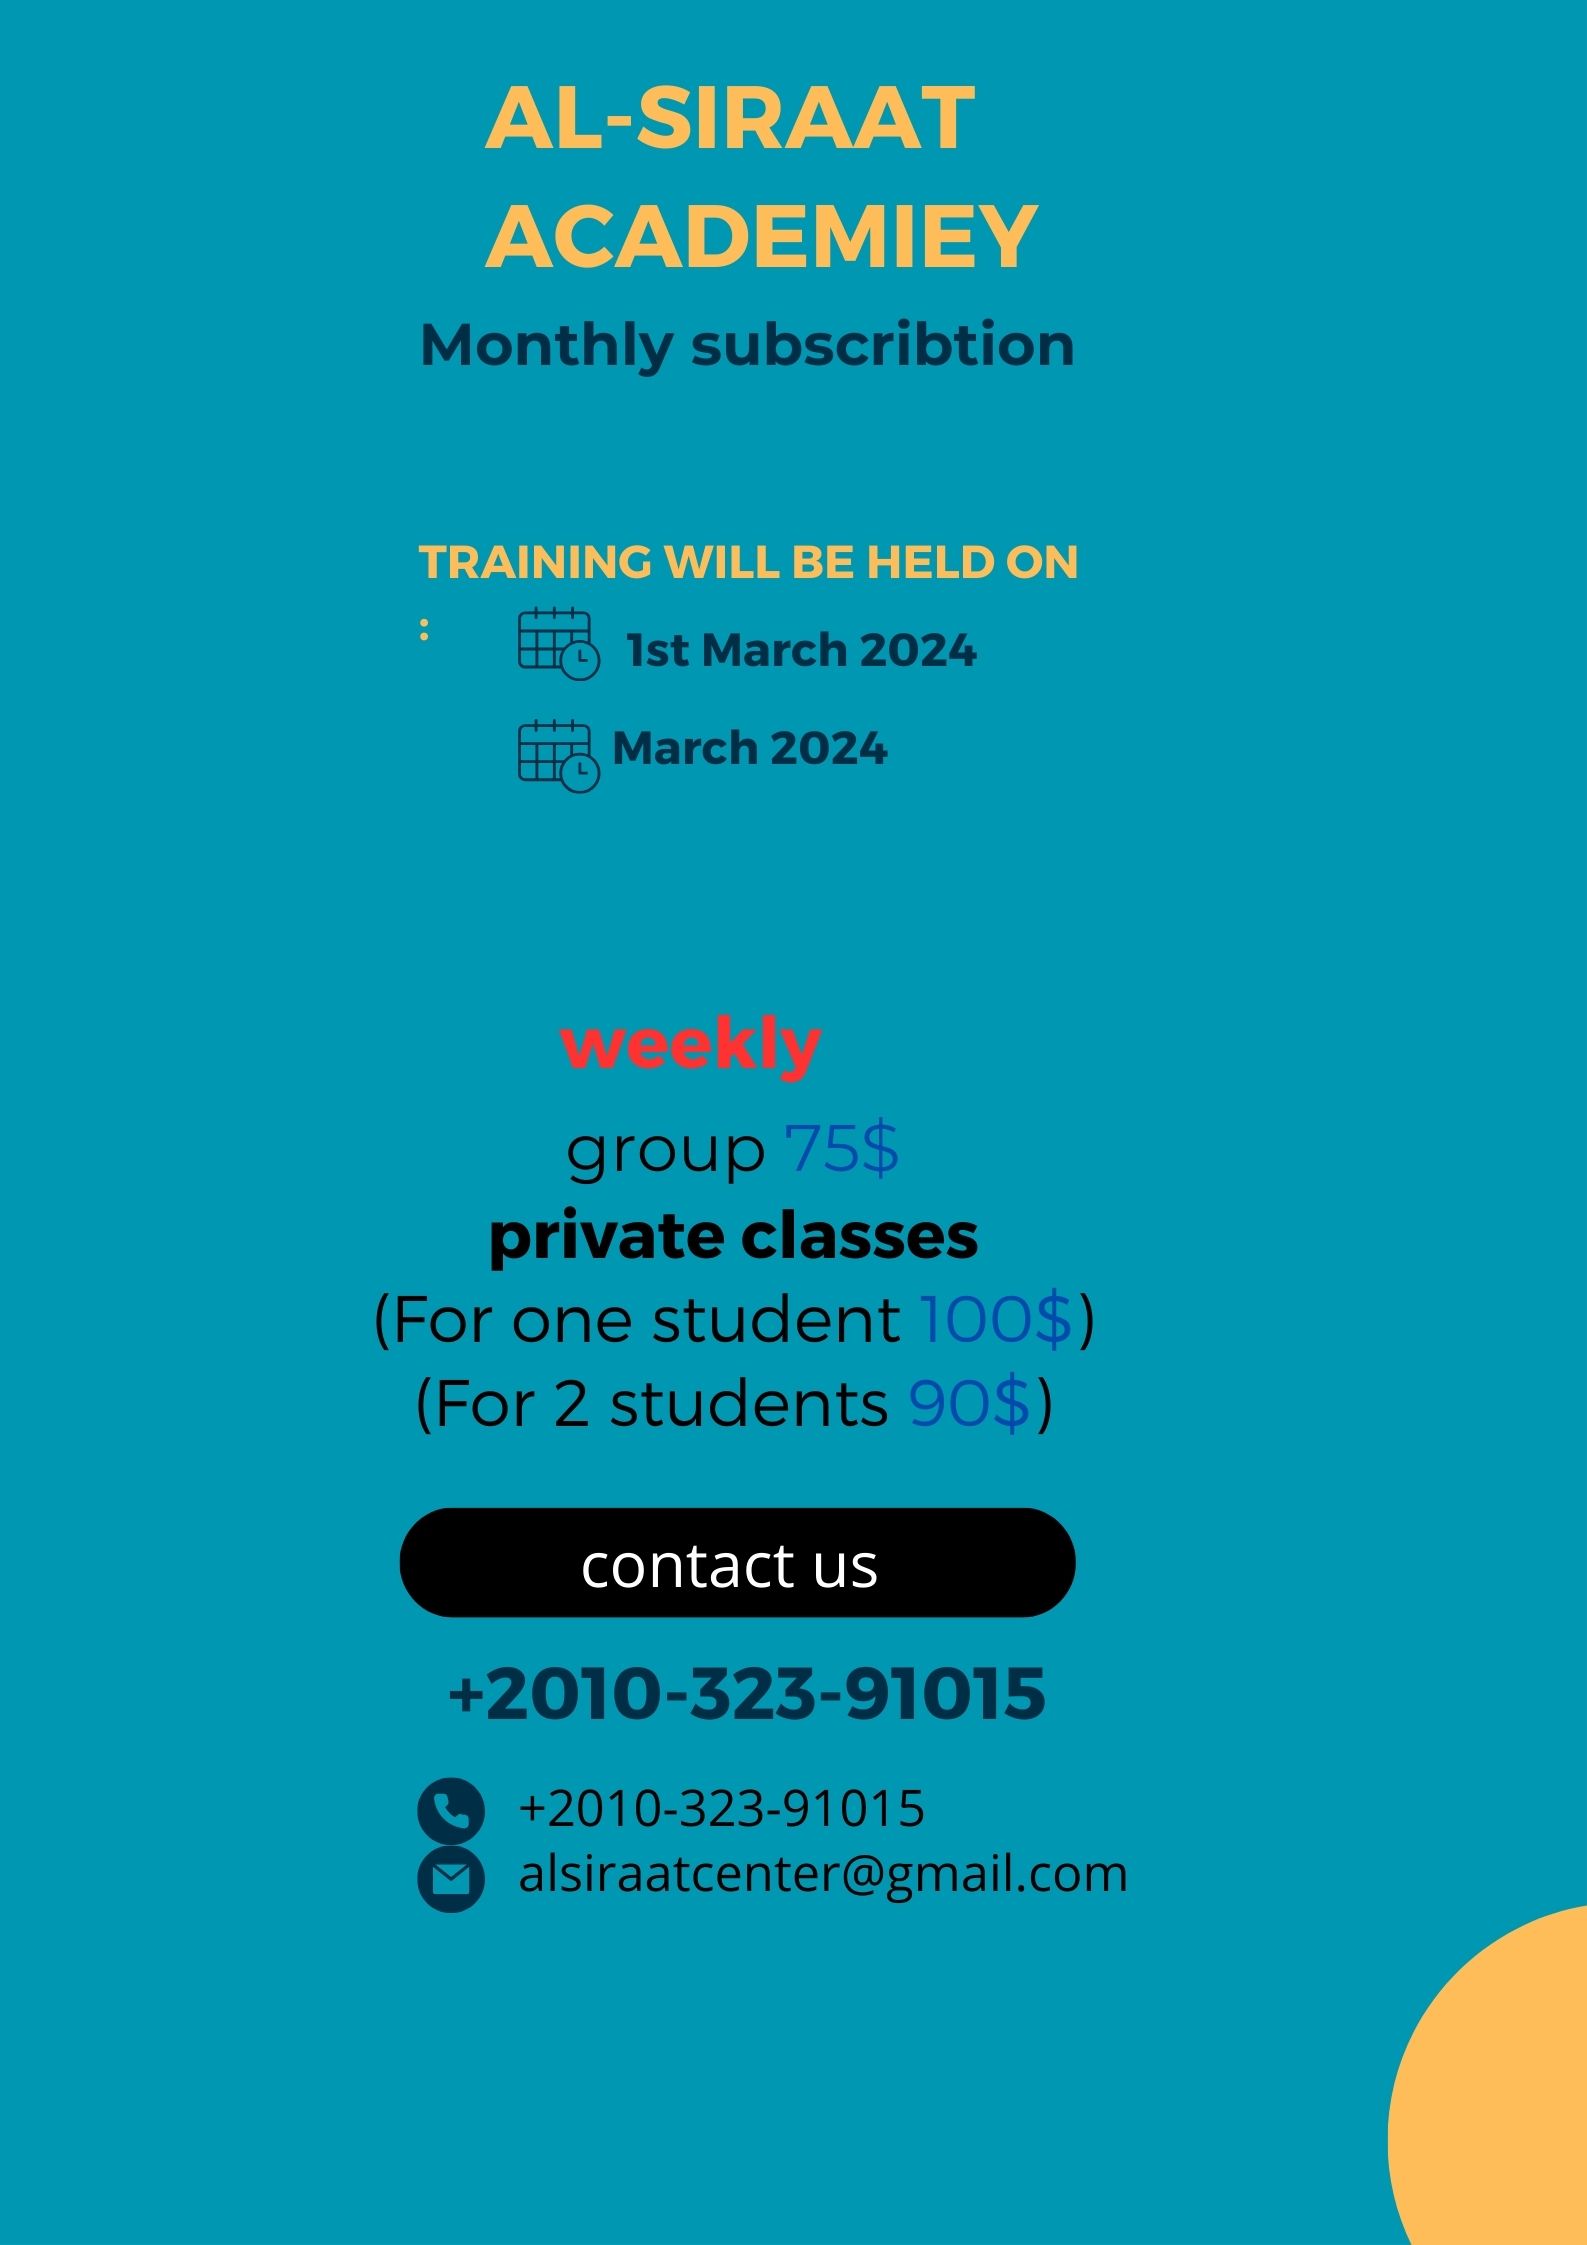 AL-SIRAAT
ACADEMIEY
Monthly subscribtion
TRAINING WILL BE HELD ON
:
1st March 2024
March 2024
weekly
group 75$
private classes
(For one student 100$)
(For 2 students 90$)
contact us
+2010-323-91015
+2010-323-91015
alsiraatcenter@gmail.com